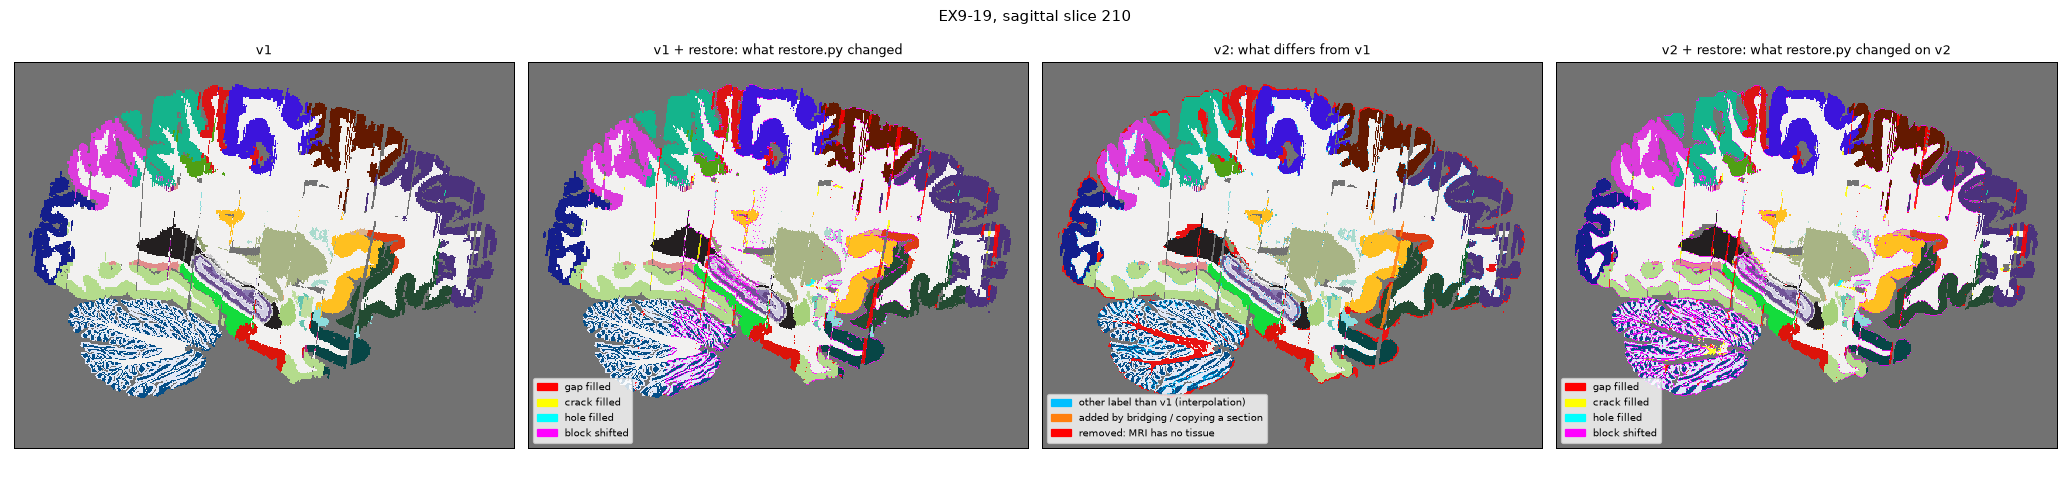 EX9-19, sagittal slice 210
v1
v1 + restore: what restore.py changed
v2: what differs from v1
v2 + restore: what restore.py changed on v2
gap filled
crack filled
hole filled
block shifted
other label than v1 (interpolation)
added by bridging / copying a section
removed: MRI has no tissue
gap filled
crack filled
hole filled
block shifted